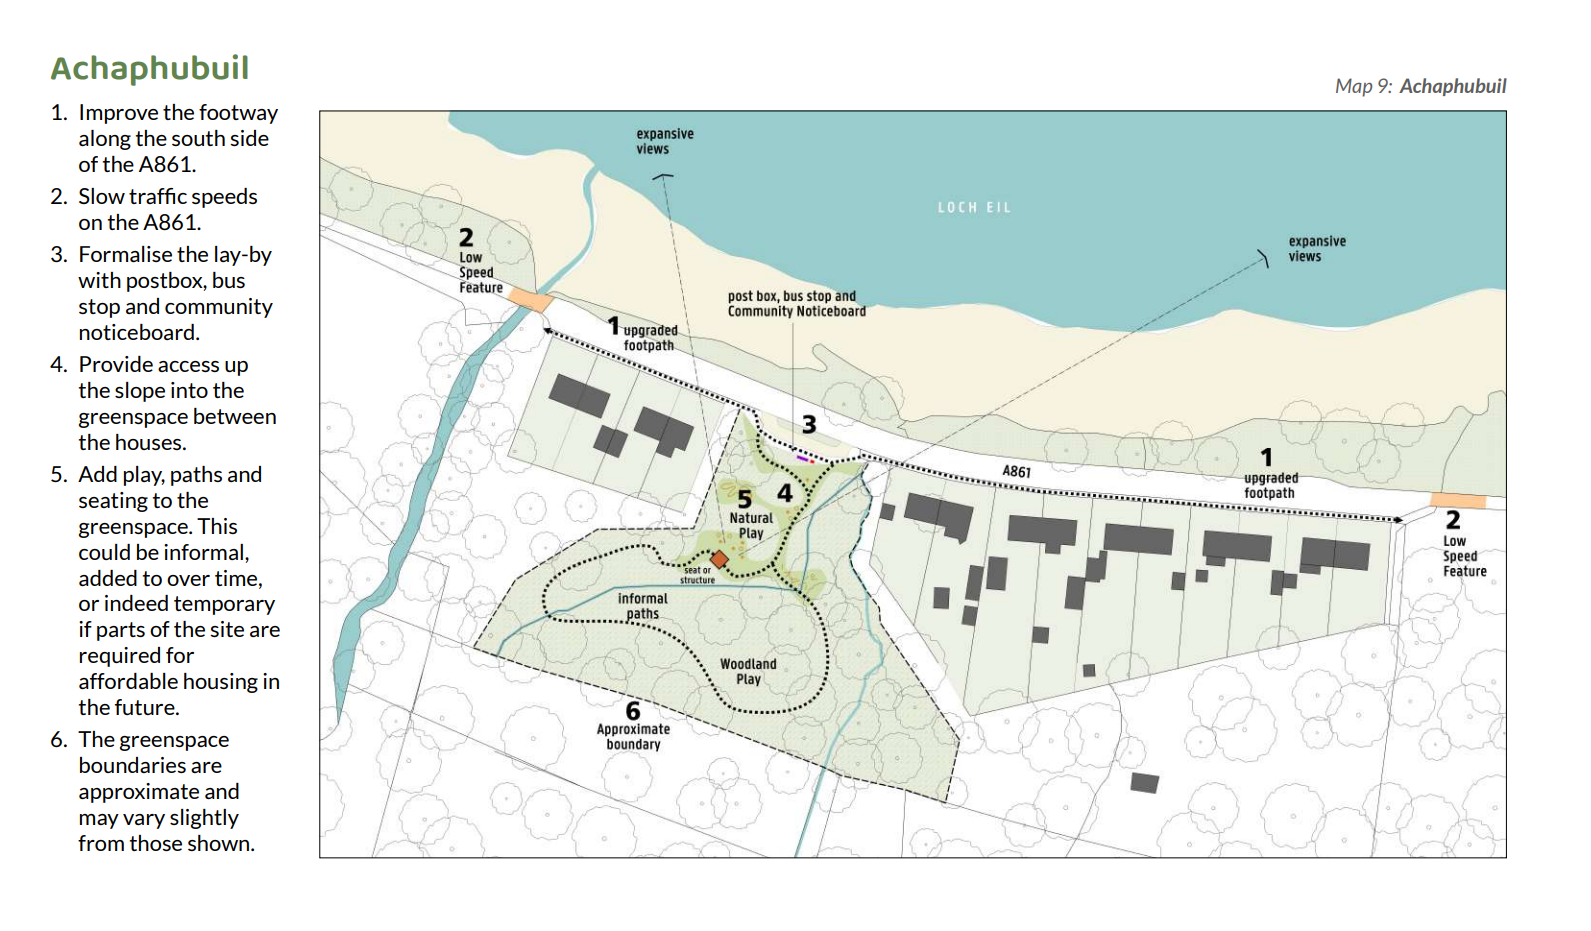 Achaphubuil
1. Improve the footway
along the south side
of the A861.
2. Slow traffic speeds
on the A861.
3. Formalise the lay-by
with postbox, bus
stop and community
noticeboard.
4. Provide access up
the slope into the
greenspace between
the houses.
5. Add play, paths and
seating to the
greenspace. This
could be informal,
added to over time,
or indeed temporary
if parts of the site are
required for
affordable housing in
the future.
6. The greenspace
boundaries are
approximate and
may vary slightly
from those shown.
Map 9: Achaphubuil
expansive
views
LOCH EIL
expansive
views
2
Low
Speed
Feature
post box, bus stop and
Community Noticeboard
1 upgraded
footpath
3
A861
1
upgraded
footpath
2
Low
Speed
Feature
4
5
Natural
Play
seat or
structure
informal
paths
Woodland
Play
6
Approximate
boundary